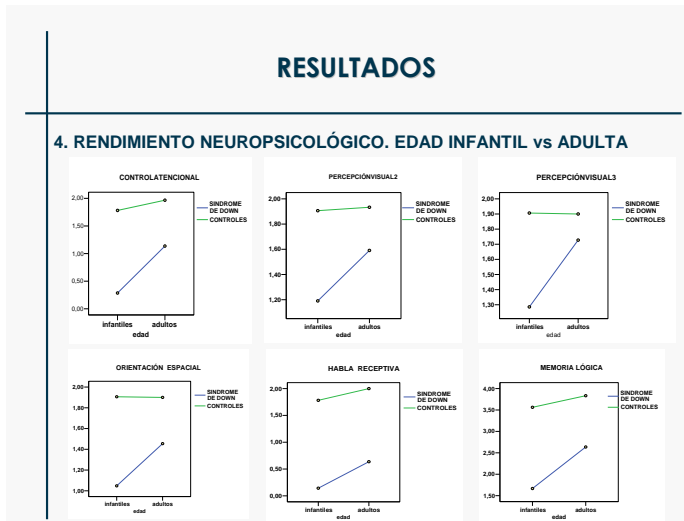 RESULTADOS
4. RENDIMIENTO NEUROPSICOLÓGICO. EDAD INFANTIL vs ADULTA
CONTROLATENCIONAL
2,00
1,50
1,00
0,50
0,00
infantiles adultos
edad
SINDROME
DE DOWN
CONTROLES
PERCEPCIÓNVISUAL2
2,00
1,80
1,60
1,40
1,20
infantiles adultos
edad
SINDROME
DE DOWN
CONTROLES
PERCEPCIÓNVISUAL3
2,00
1,90
1,80
1,70
1,60
1,50
1,40
1,30
infantiles adultos
edad
SINDROME
DE DOWN
CONTROLES
ORIENTACIÓN ESPACIAL
2,00
1,80
1,60
1,40
1,20
1,00
infantiles adultos
edad
SINDROME
DE DOWN
CONTROLES
HABLA RECEPTIVA
2,00
1,50
1,00
0,50
0,00
infantiles adultos
edad
SINDROME
DE DOWN
CONTROLES
MEMORIA LÓGICA
4,00
3,50
3,00
2,50
2,00
1,50
infantiles adultos
edad
SINDROME
DE DOWN
CONTROLES